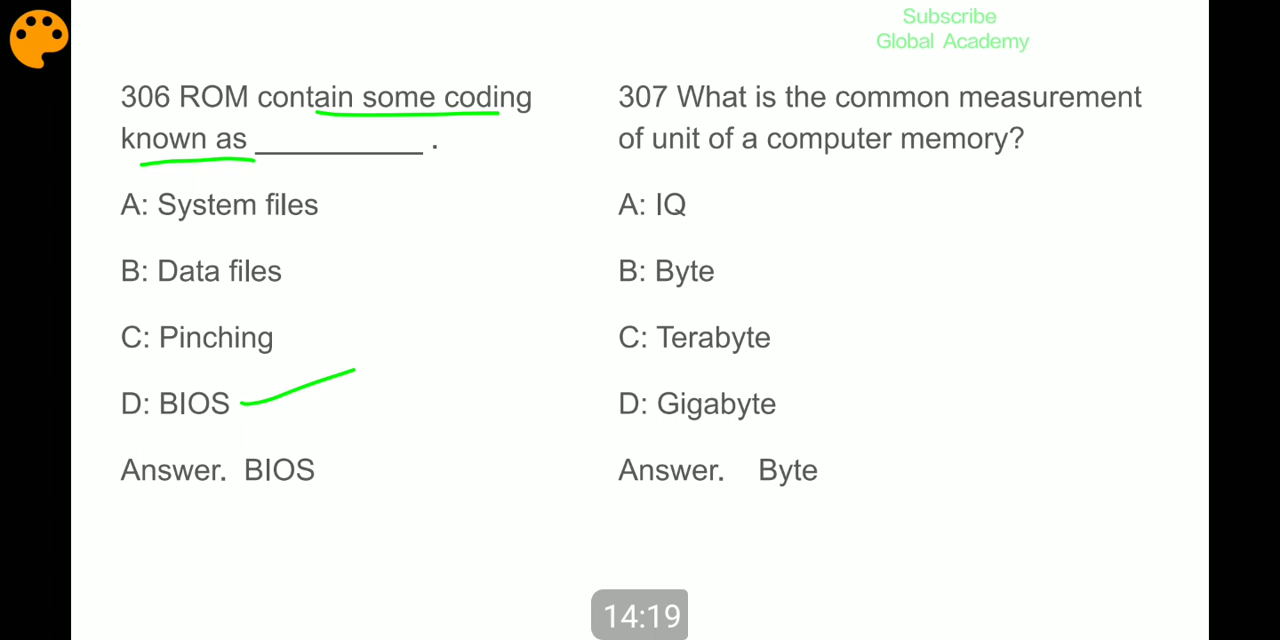 Subscribe
Global Academy
306 ROM contain some coding
known as __________ .
A: System files
B: Data files
C: Pinching
D: BIOS
Answer. BIOS
307 What is the common measurement
of unit of a computer memory?
A: IQ
B: Byte
C: Terabyte
D: Gigabyte
Answer. Byte
14:19